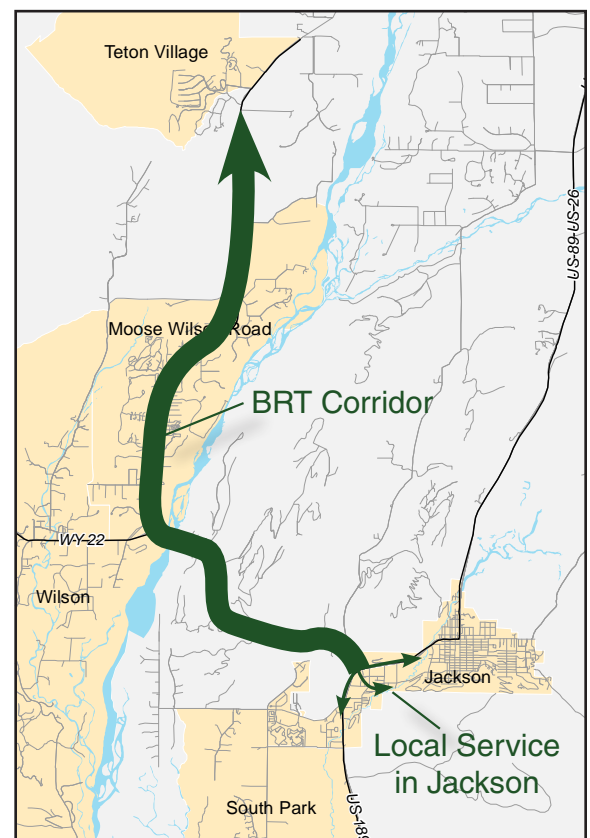 Teton Village
US-89 US-26
Moose Wilson Road
BRT Corridor
WY 22
Wilson
Jackson
Local Service
in Jackson
South Park